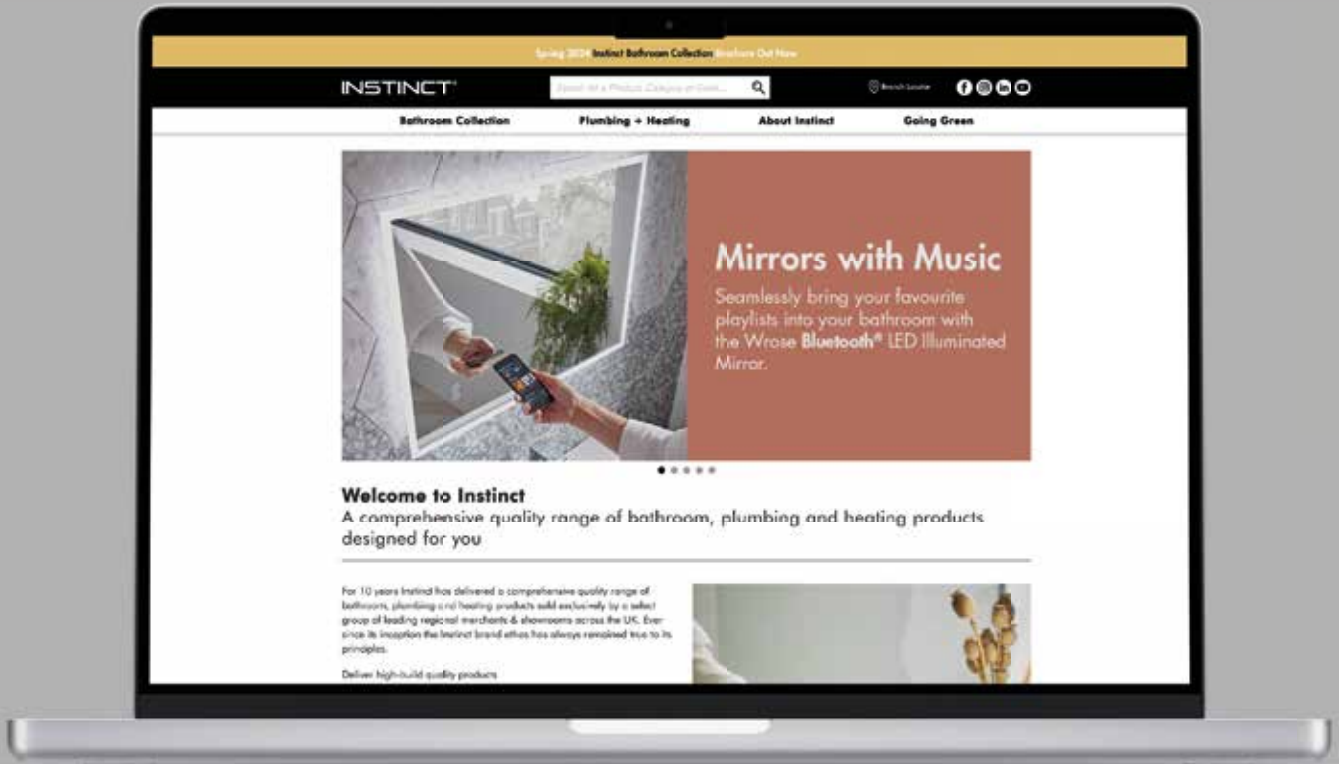 Spring 2024 Instinct Bathroom Collection Brochure Out Now
INSTINCT
Branch Locator
Bathroom Collection
Plumbing + Heating
About Instinct
Going Green
Mirrors with Music
Seamlessly bring your favourite
playlists into your bathroom with
the Wrose Bluetooth® LED Illuminated
Mirror.
Welcome to Instinct
A comprehensive quality range of bathroom, plumbing and heating products
designed for you
For 10 years Instinct has delivered a comprehensive quality range of
bathroom, plumbing and heating products sold exclusively by a select
group of leading regional merchants & showrooms across the UK. Ever
since its inception the Instinct brand ethos has always remained true to its
principles.
Deliver high-build quality products